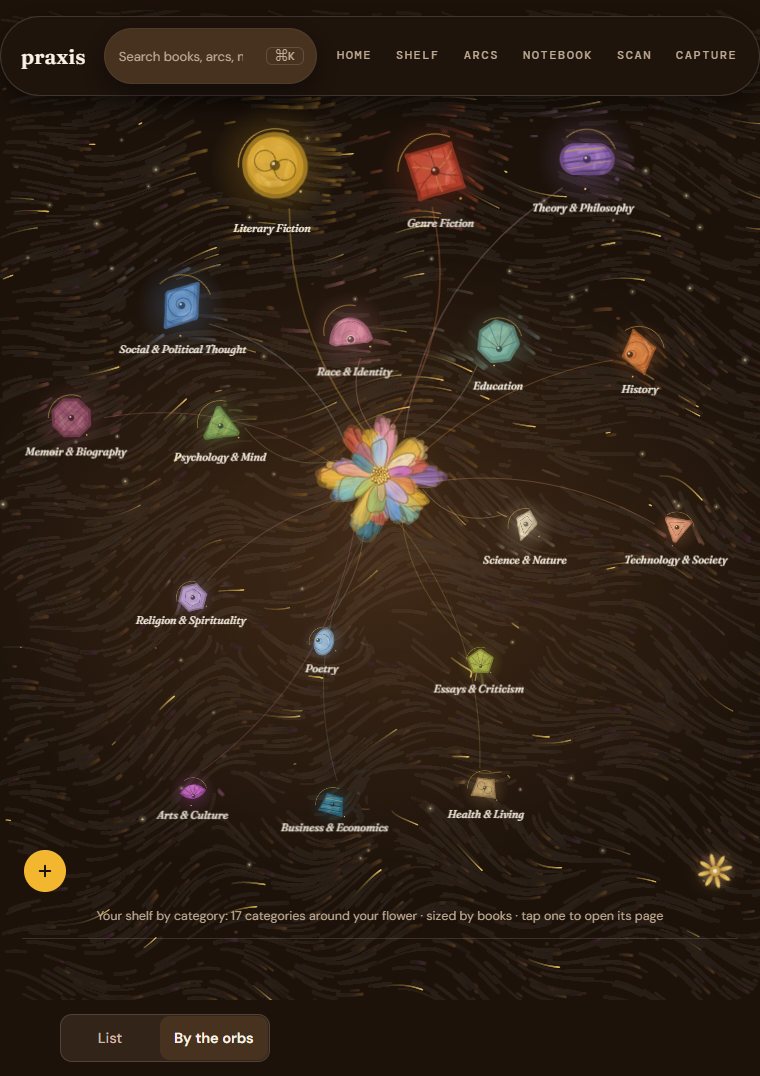 praxis
Search books, arcs, n
⌘K
HOME
SHELF
ARCS
NOTEBOOK
SCAN
CAPTURE
Literary Fiction
Genre Fiction
Theory & Philosophy
Social & Political Thought
Race & Identity
Education
History
Memoir & Biography
Psychology & Mind
Science & Nature
Technology & Society
Religion & Spirituality
Poetry
Essays & Criticism
Arts & Culture
Business & Economics
Health & Living
+
Your shelf by category: 17 categories around your flower · sized by books · tap one to open its page
List
By the orbs